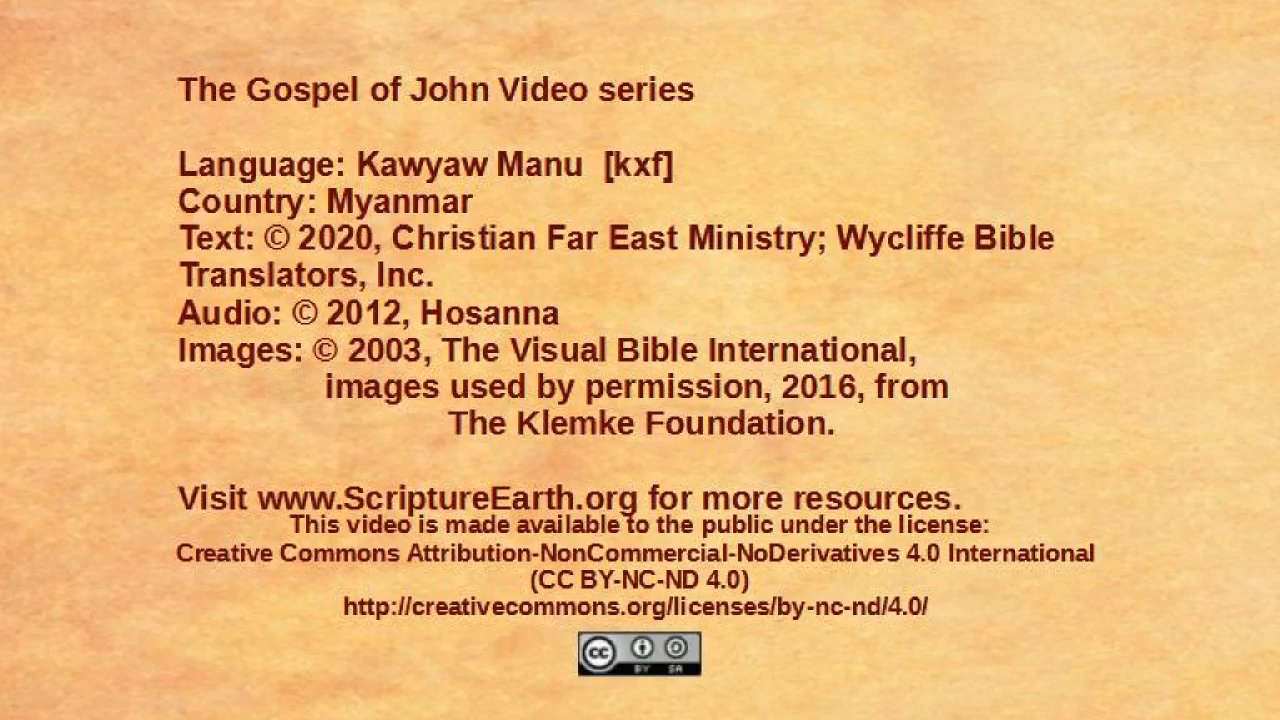 The Gospel of John Video series
Language: Kawyaw Manu [kxf]
Country: Myanmar
Text: © 2020, Christian Far East Ministry; Wycliffe Bible
Translators, Inc.
Audio: © 2012, Hosanna
Images: © 2003, The Visual Bible International,
images used by permission, 2016, from
The Klemke Foundation.
Visit www.ScriptureEarth.org for more resources.
This video is made available to the public under the license:
Creative Commons Attribution-NonCommercial-NoDerivatives 4.0 International
(CC BY-NC-ND 4.0)
http://creativecommons.org/licenses/by-nc-nd/4.0/
cc BY SA